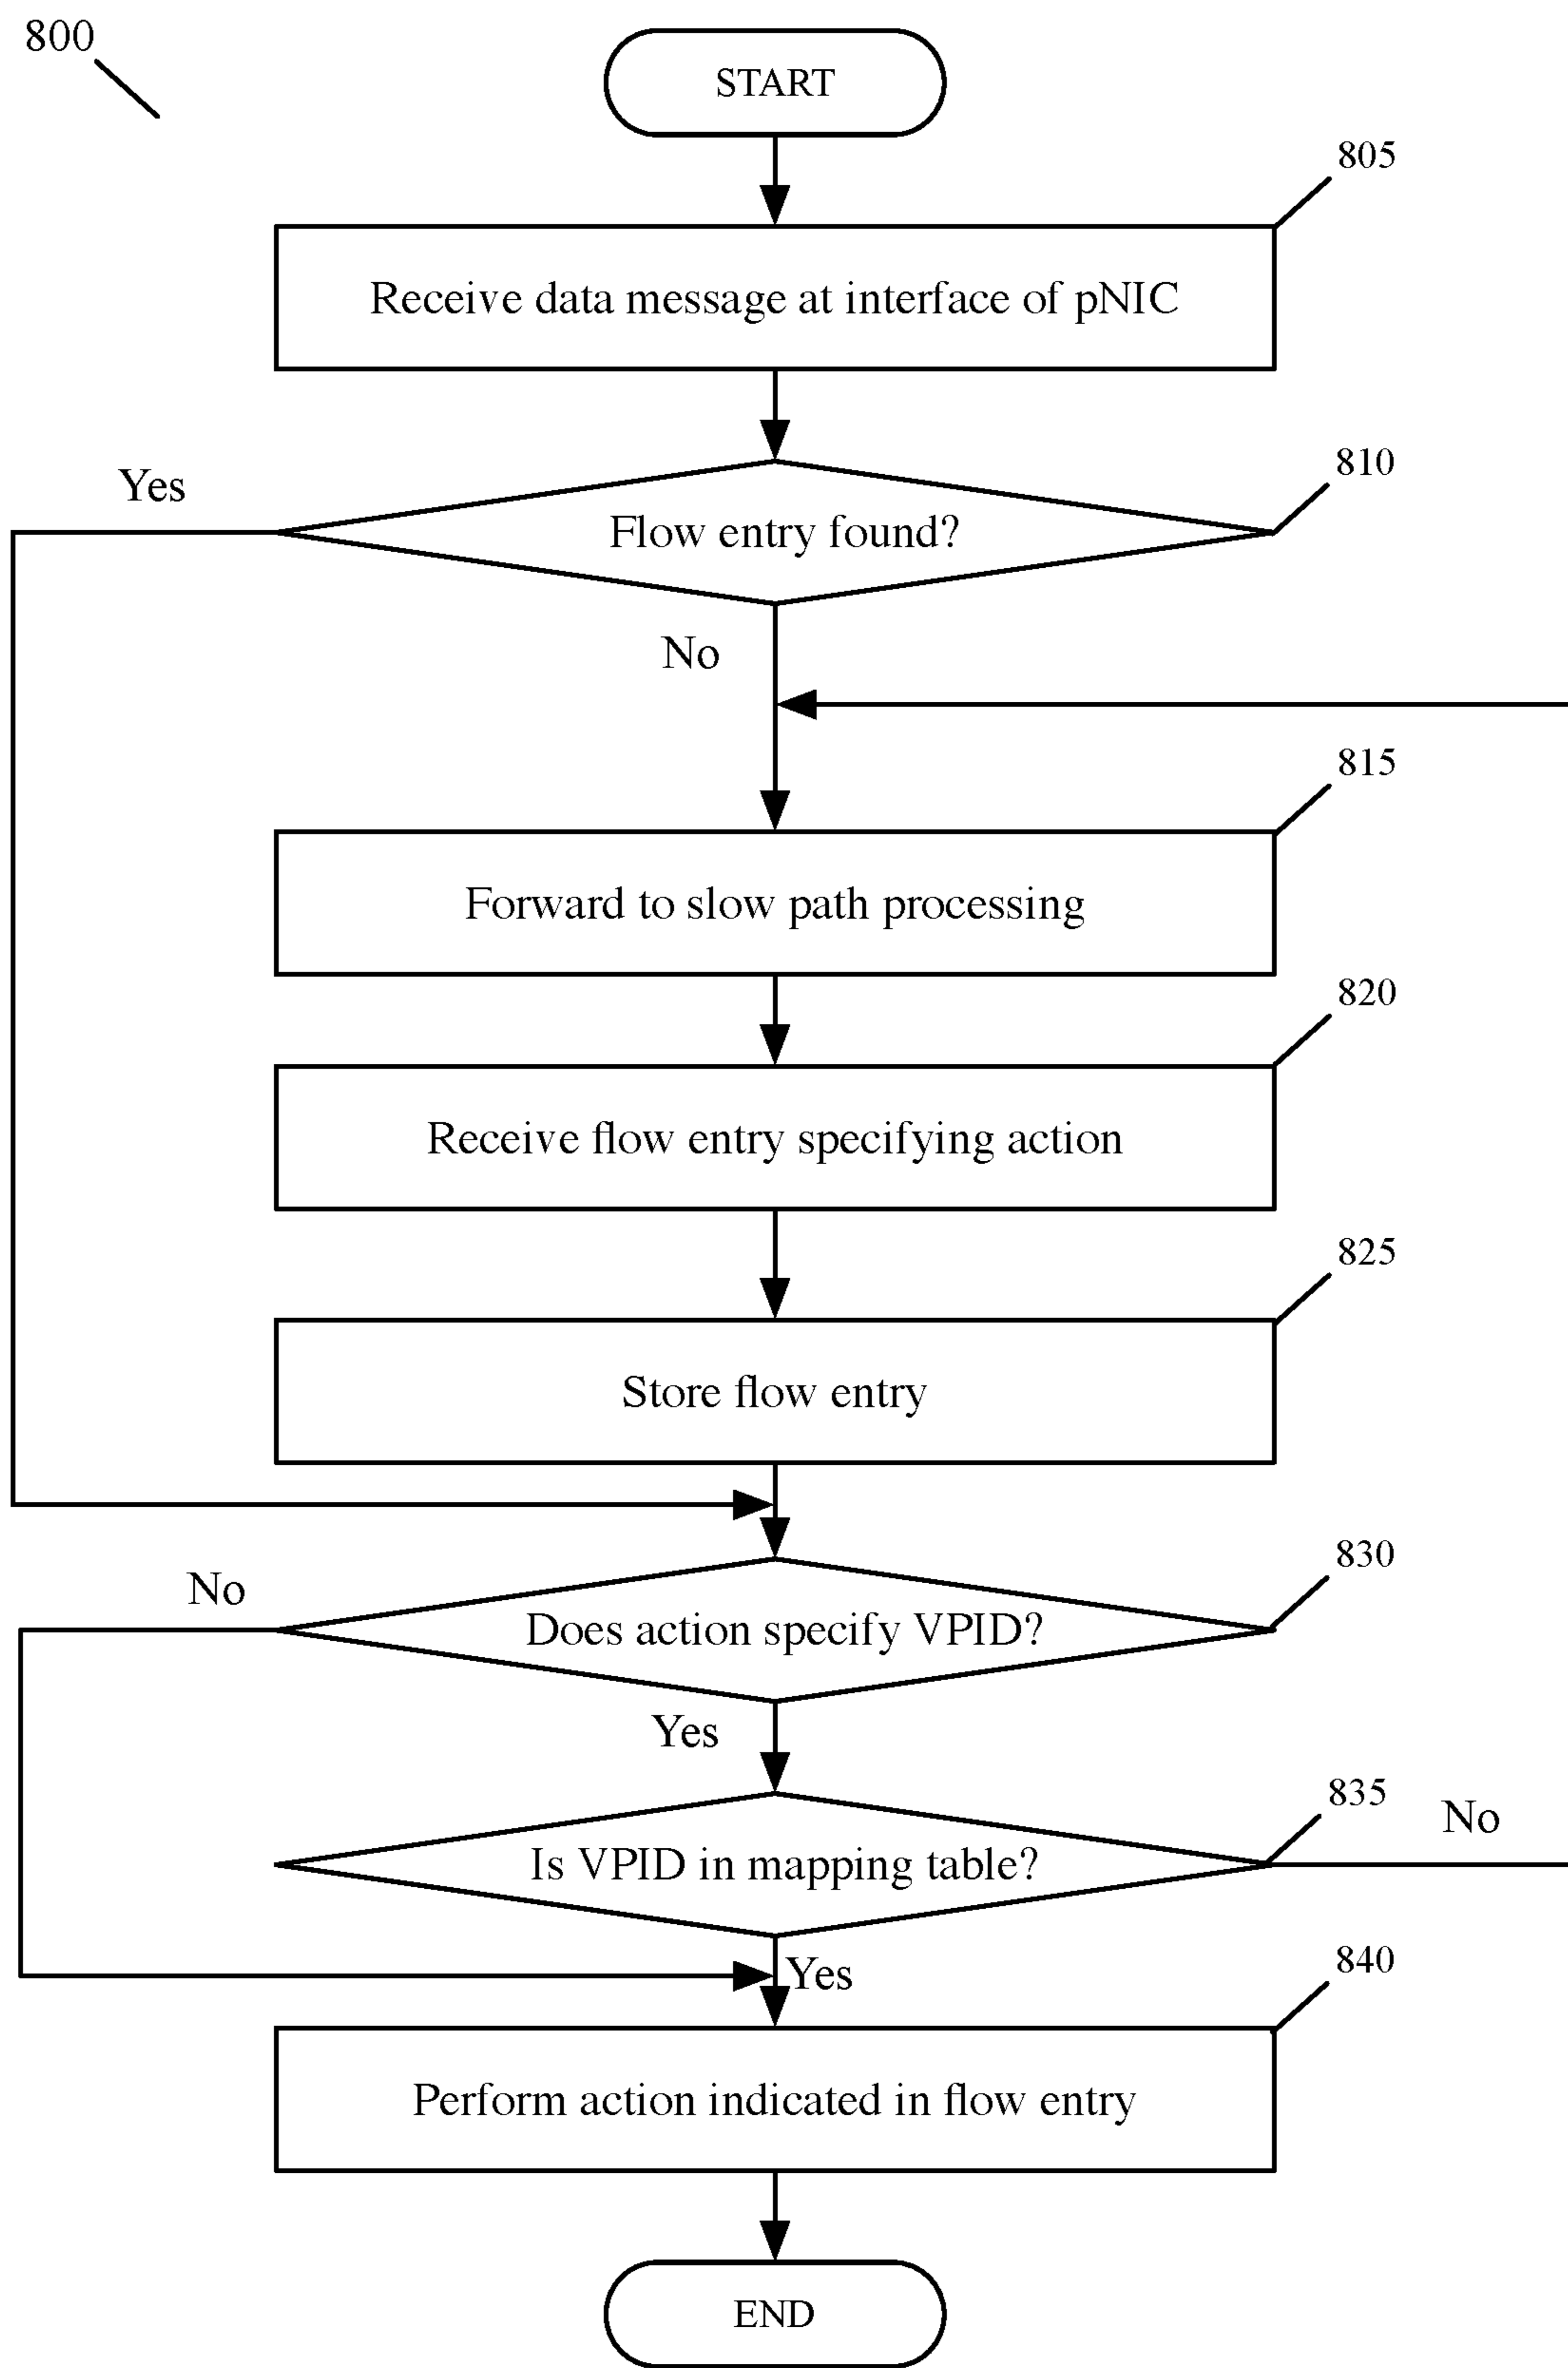 800
START
805
Receive data message at interface of pNIC
810
Yes
Flow entry found?
No
815
Forward to slow path processing
820
Receive flow entry specifying action
825
Store flow entry
830
No
Does action specify VPID?
Yes
835
No
Is VPID in mapping table?
Yes
840
Perform action indicated in flow entry
END